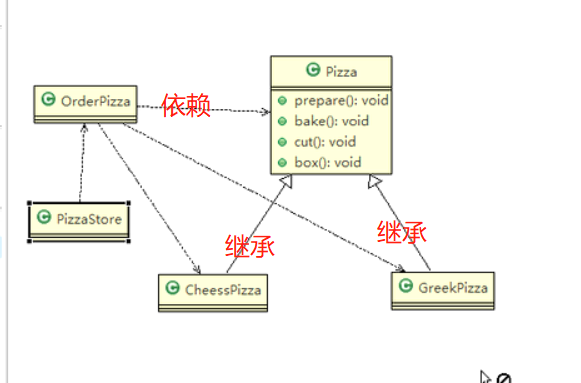 Pizza
OrderPizza
依赖
prepare(): void
bake(): void
cut(): void
box(): void
PizzaStore
继承
继承
CheessPizza
GreekPizza